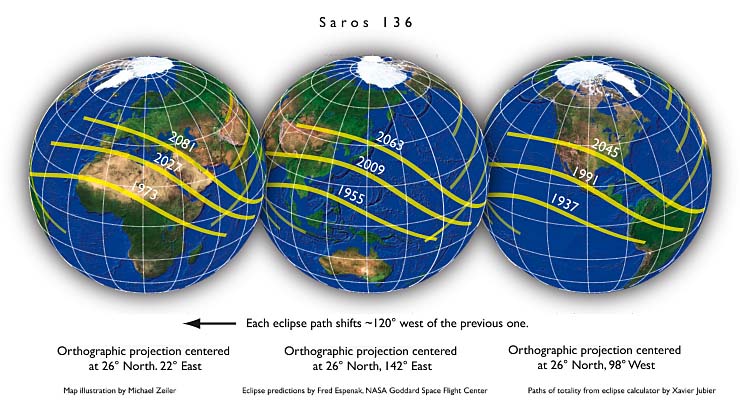 Saros 136
2081
2027
1973
2063
2009
1955
2045
1991
1937
Each eclipse path shifts ~120° west of the previous one.
Orthographic projection centered
at 26° North. 22° East
Orthographic projection centered
at 26° North, 142° East
Orthographic projection centered
at 26° North, 98° West
Map illustration by Michael Zeiler
Eclipse predictions by Fred Espenak, NASA Goddard Space Flight Center
Paths of totality from eclipse calculator by Xavier Jubier